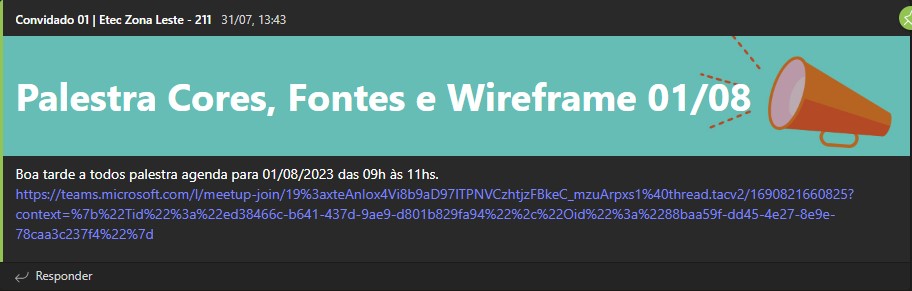 Convidado 01 | Etec Zona Leste - 211 31/07, 13:43
Palestra Cores, Fontes e Wireframe 01/08
Boa tarde a todos palestra agenda para 01/08/2023 das 09h às 11hs.
https://teams.microsoft.com/l/meetup-join/19%3axteAnIox4Vi8b9aD97lTPNVCzhtjzFBkeC_mzuArpxs1%40thread.tacv2/1690821660825?
context=%7b%22Tid%22%3a%22ed38466c-b641-437d-9ae9-d801b829fa94%22%2c%22Oid%22%3a%2288baa59f-dd45-4e27-8e9e-
78caa3c237f4%22%7d
Responder